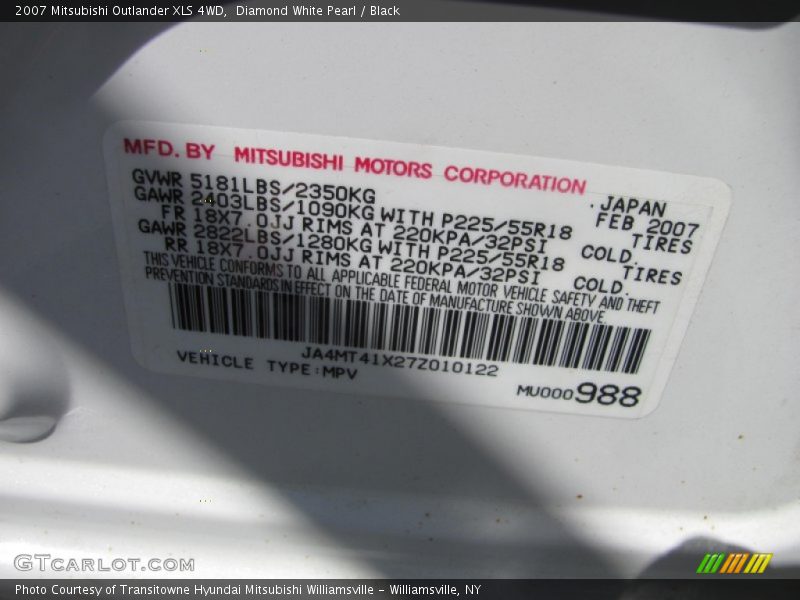 2007 Mitsubishi Outlander XLS 4WD,  Diamond White Pearl / Black
MFD. BY MITSUBISHI MOTORS CORPORATION
. JAPAN
GVWR 5181LBS/2350KG
FEB 2007
GAWR 2403LBS/1090KG WITH P225/55R18 TIRES
FR 18X7.0JJ RIMS AT 220KPA/32PSI COLD.
GAWR 2822LBS/1280KG WITH P225/55R18 TIRES
RR 18X7.0JJ RIMS AT 220KPA/32PSI COLD.
THIS VEHICLE CONFORMS TO ALL APPLICABLE FEDERAL MOTOR VEHICLE SAFETY AND THEFT
PREVENTION STANDARDS IN EFFECT ON THE DATE OF MANUFACTURE SHOWN ABOVE.
JA4MT41X27Z010122
VEHICLE TYPE:MPV
MU000988
GTCARLOT.COM
Photo Courtesy of Transitowne Hyundai Mitsubishi Williamsville – Williamsville, NY